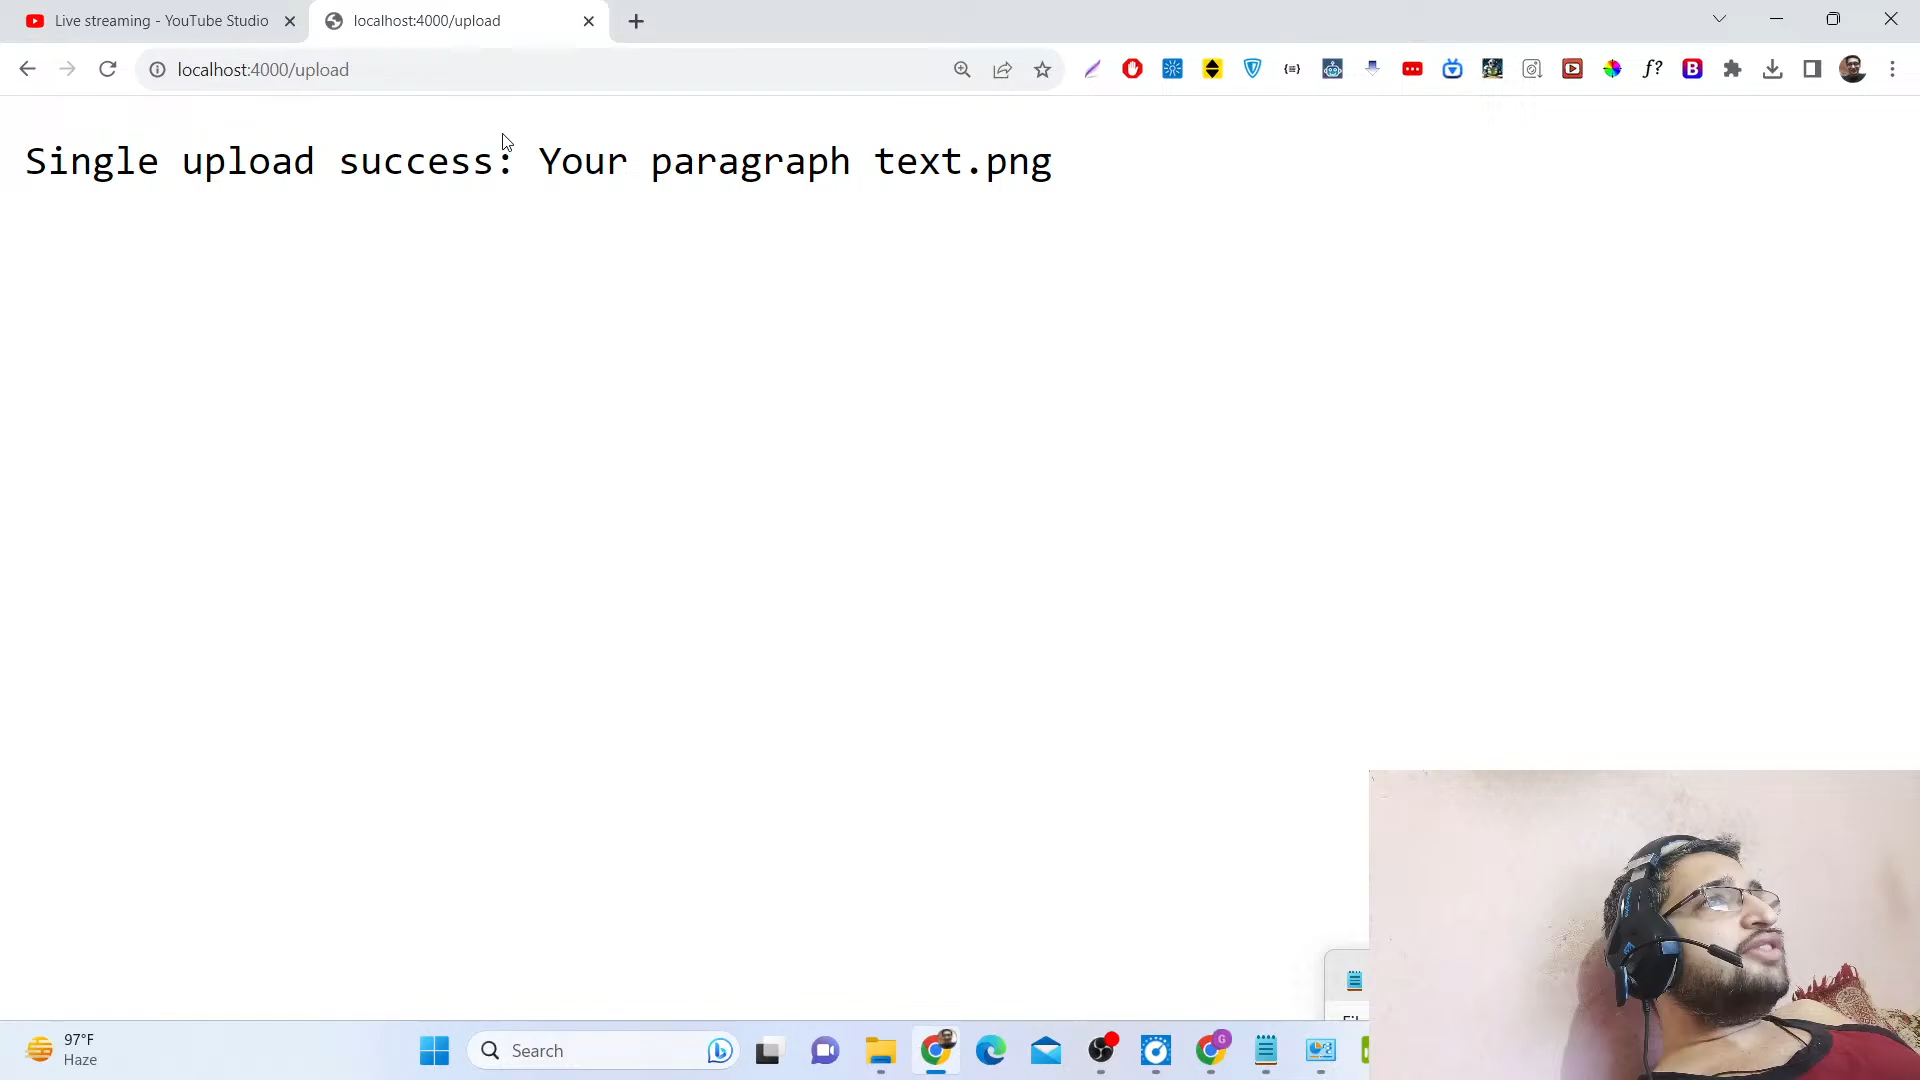 Live streaming - YouTube Studio
localhost:4000/upload
localhost:4000/upload
Single upload success: Your paragraph text.png
97°F
Haze
Search